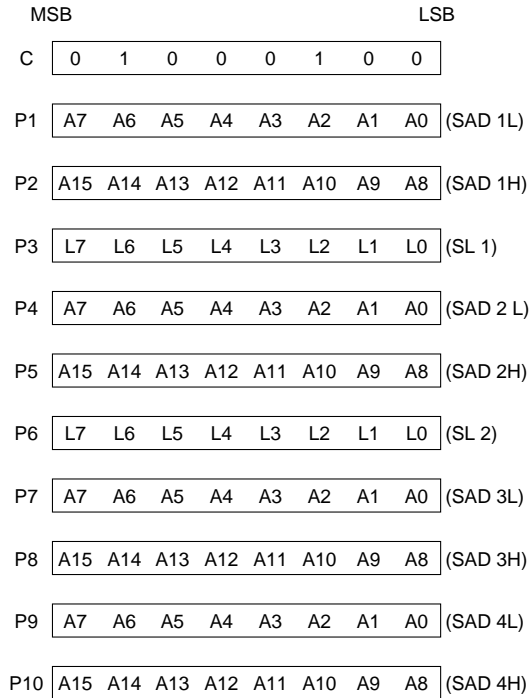 MSB LSB
C 0 1 0 0 0 1 0 0
P1 A7 A6 A5 A4 A3 A2 A1 A0 (SAD 1L)
P2 A15 A14 A13 A12 A11 A10 A9 A8 (SAD 1H)
P3 L7 L6 L5 L4 L3 L2 L1 L0 (SL 1)
P4 A7 A6 A5 A4 A3 A2 A1 A0 (SAD 2 L)
P5 A15 A14 A13 A12 A11 A10 A9 A8 (SAD 2H)
P6 L7 L6 L5 L4 L3 L2 L1 L0 (SL 2)
P7 A7 A6 A5 A4 A3 A2 A1 A0 (SAD 3L)
P8 A15 A14 A13 A12 A11 A10 A9 A8 (SAD 3H)
P9 A7 A6 A5 A4 A3 A2 A1 A0 (SAD 4L)
P10 A15 A14 A13 A12 A11 A10 A9 A8 (SAD 4H)